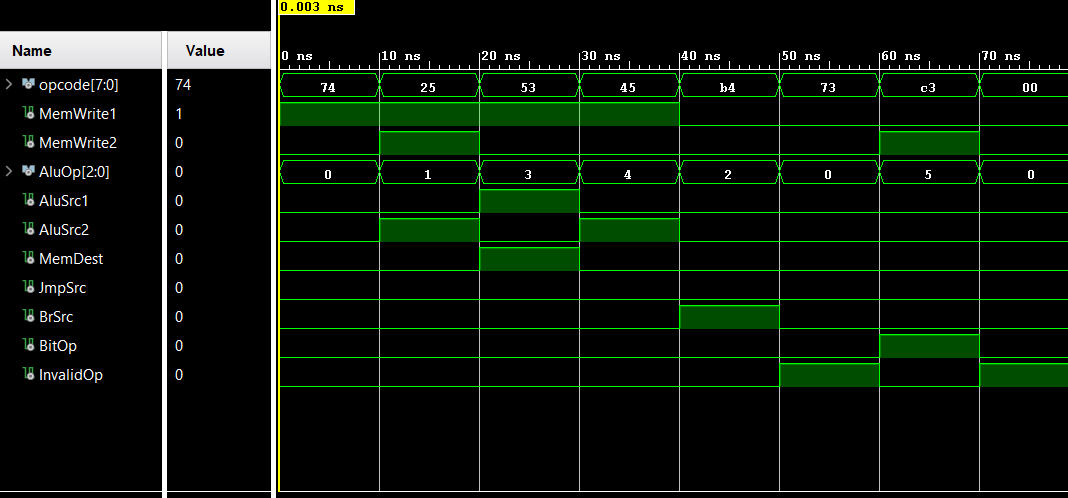 0.003 ns
Name Value
0 ns 10 ns 20 ns 30 ns 40 ns 50 ns 60 ns 70 ns
opcode[7:0] 74 74 25 53 45 b4 73 c3 00
MemWrite1 1
MemWrite2 0
AluOp[2:0] 0 0 1 3 4 2 0 5 0
AluSrc1 0
AluSrc2 0
MemDest 0
JmpSrc 0
BrSrc 0
BitOp 0
InvalidOp 0